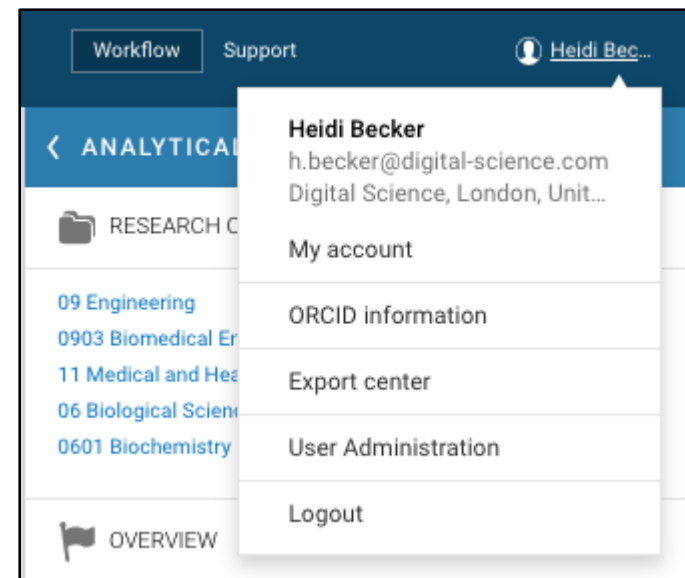 Workflow
Support
Heidi Bec...
ANALYTICAL
Heidi Becker
h.becker@digital-science.com
Digital Science, London, Unit...
My account
ORCID information
Export center
User Administration
Logout
RESEARCH C
09 Engineering
0903 Biomedical En
11 Medical and Hea
06 Biological Scienc
0601 Biochemistry
OVERVIEW